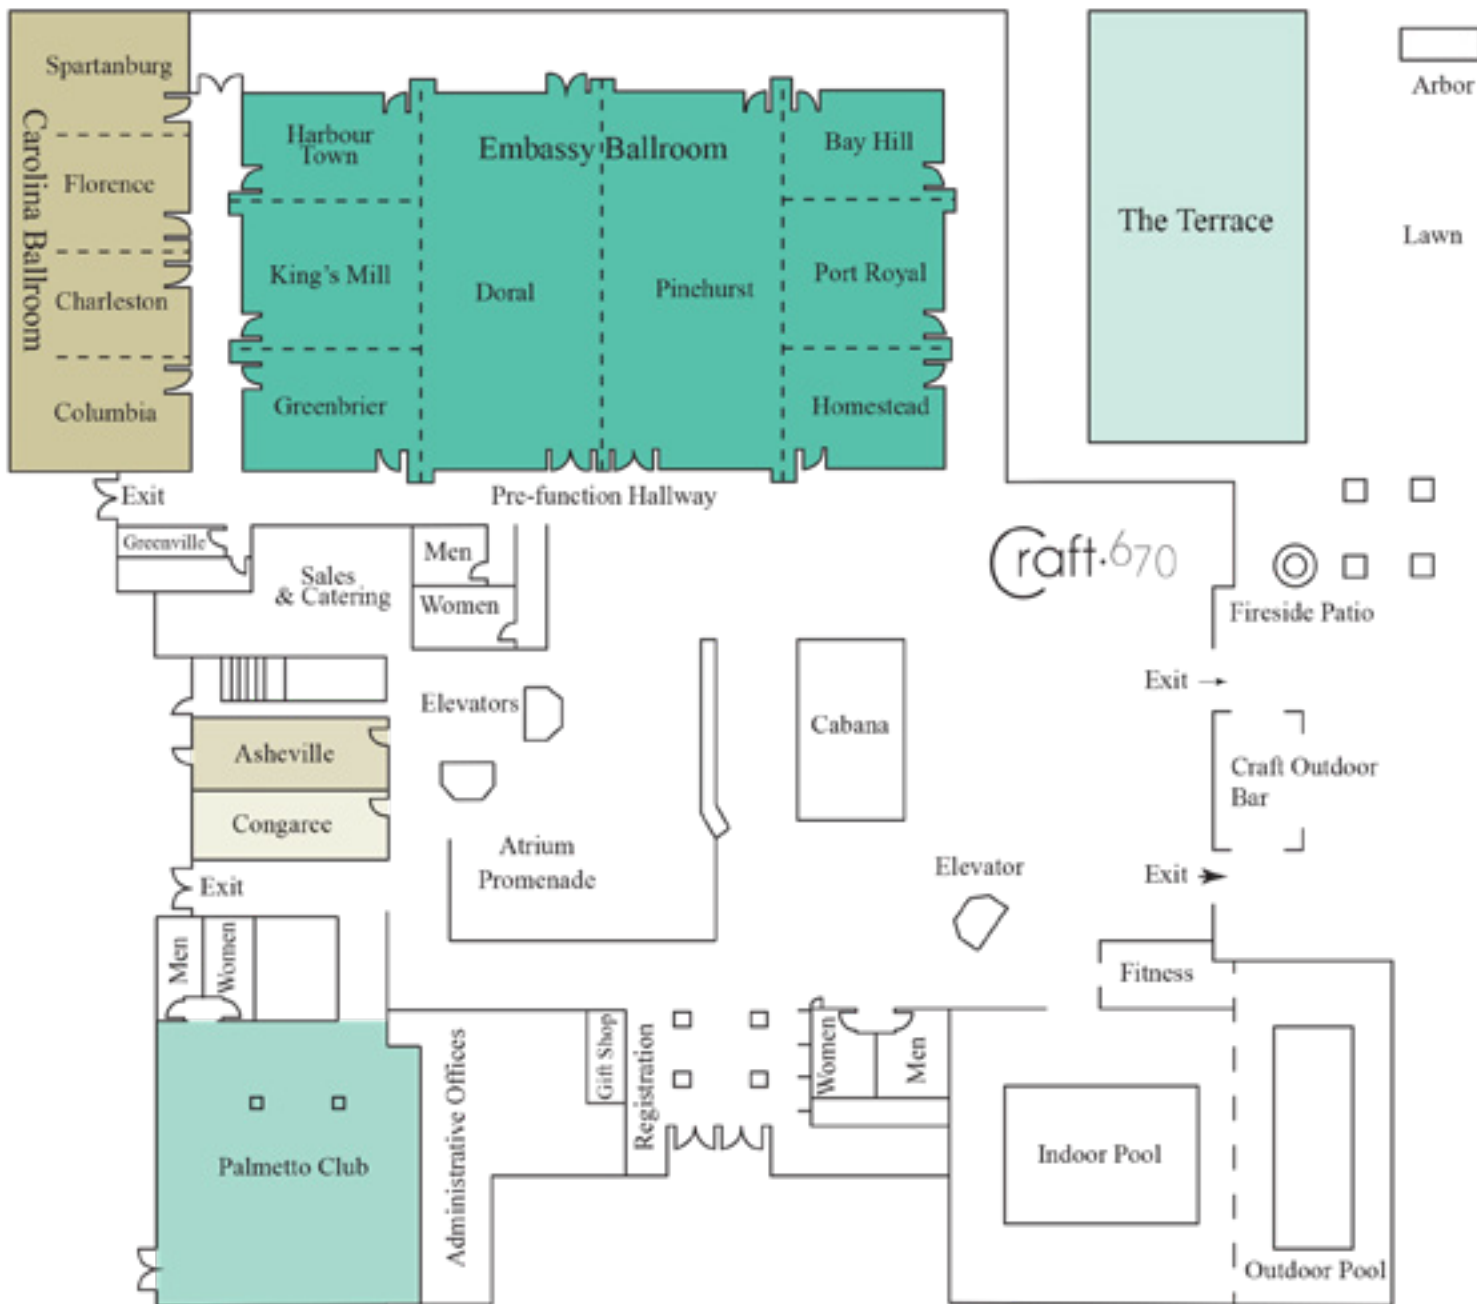 Spartanburg
Carolina Ballroom
Florence
Charleston
Columbia
Harbour
Town
Embassy Ballroom
Bay Hill
King's Mill
Doral
Pinehurst
Port Royal
Greenbrier
Homestead
The Terrace
Arbor
Lawn
Exit
Pre-function Hallway
Greenville
Sales
& Catering
Men
Women
Craft.670
Fireside Patio
Elevators
Cabana
Exit
Asheville
Craft Outdoor
Bar
Congaree
Atrium
Promenade
Elevator
Exit
Exit
Men
Women
Fitness
Administrative Offices
Gift Shop
Registration
Women
Men
Palmetto Club
Indoor Pool
Outdoor Pool